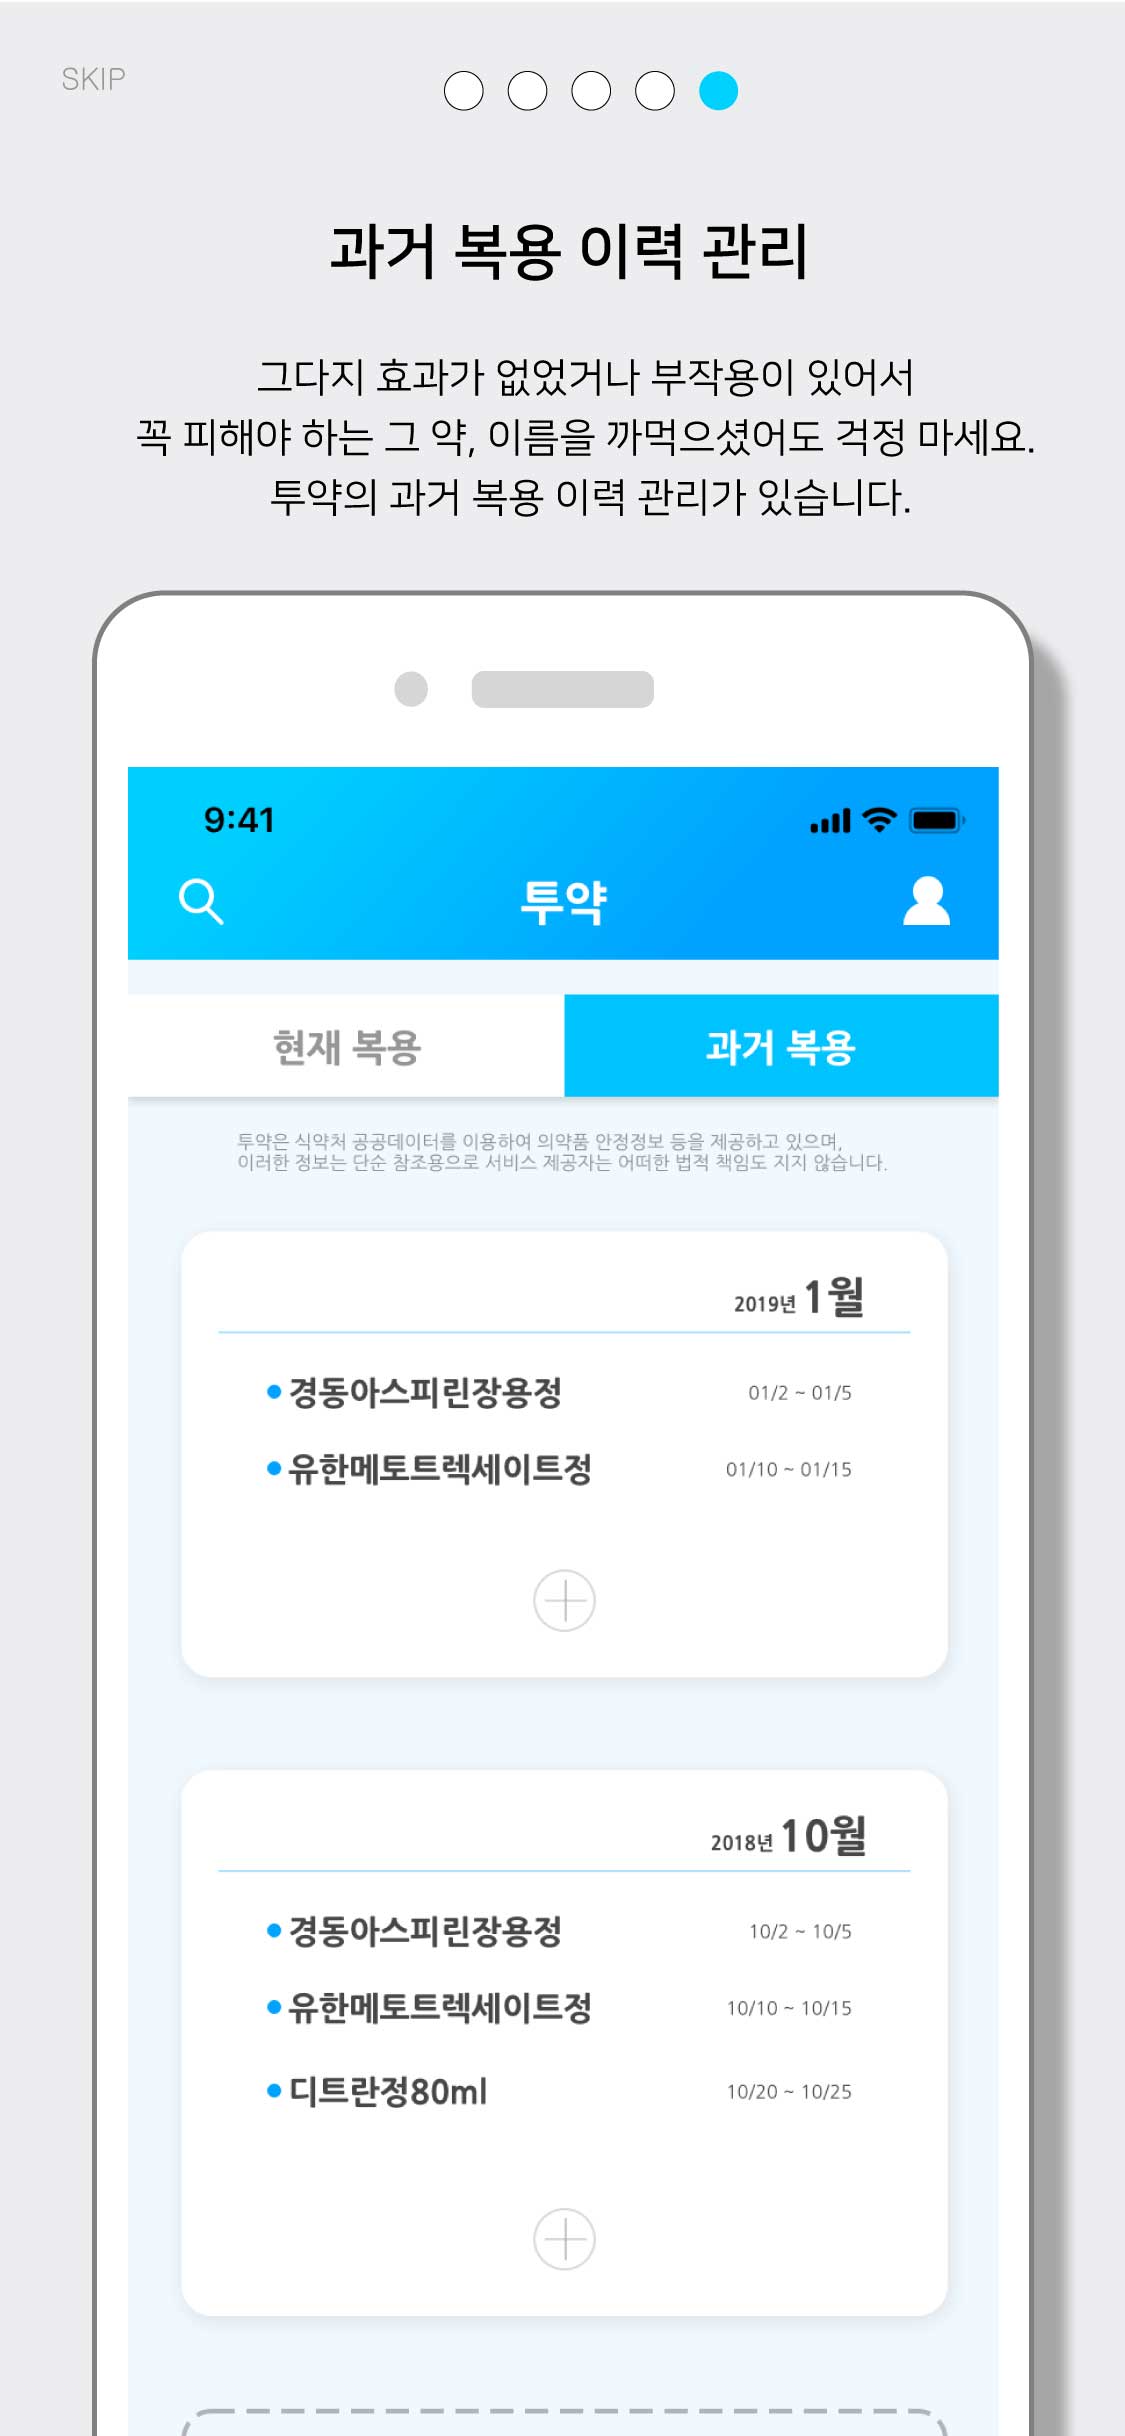 SKIP
과거 복용 이력 관리
그다지 효과가 없었거나 부작용이 있어서
꼭 피해야 하는 그 약, 이름을 까먹으셨어도 걱정 마세요.
투약의 과거 복용 이력 관리가 있습니다.
9:41
투약
현재 복용
과거 복용
투약은 식약처 공공데이터를 이용하여 의약품 안정정보 등을 제공하고 있으며,
이러한 정보는 단순 참조용으로 서비스 제공자는 어떠한 법적 책임도 지지 않습니다.
2019년 1월
경동아스피린장용정 01/2 ~ 01/5
유한메토트렉세이트정 01/10 ~ 01/15
2018년 10월
경동아스피린장용정 10/2 ~ 10/5
유한메토트렉세이트정 10/10 ~ 10/15
디트란정80ml 10/20 ~ 10/25